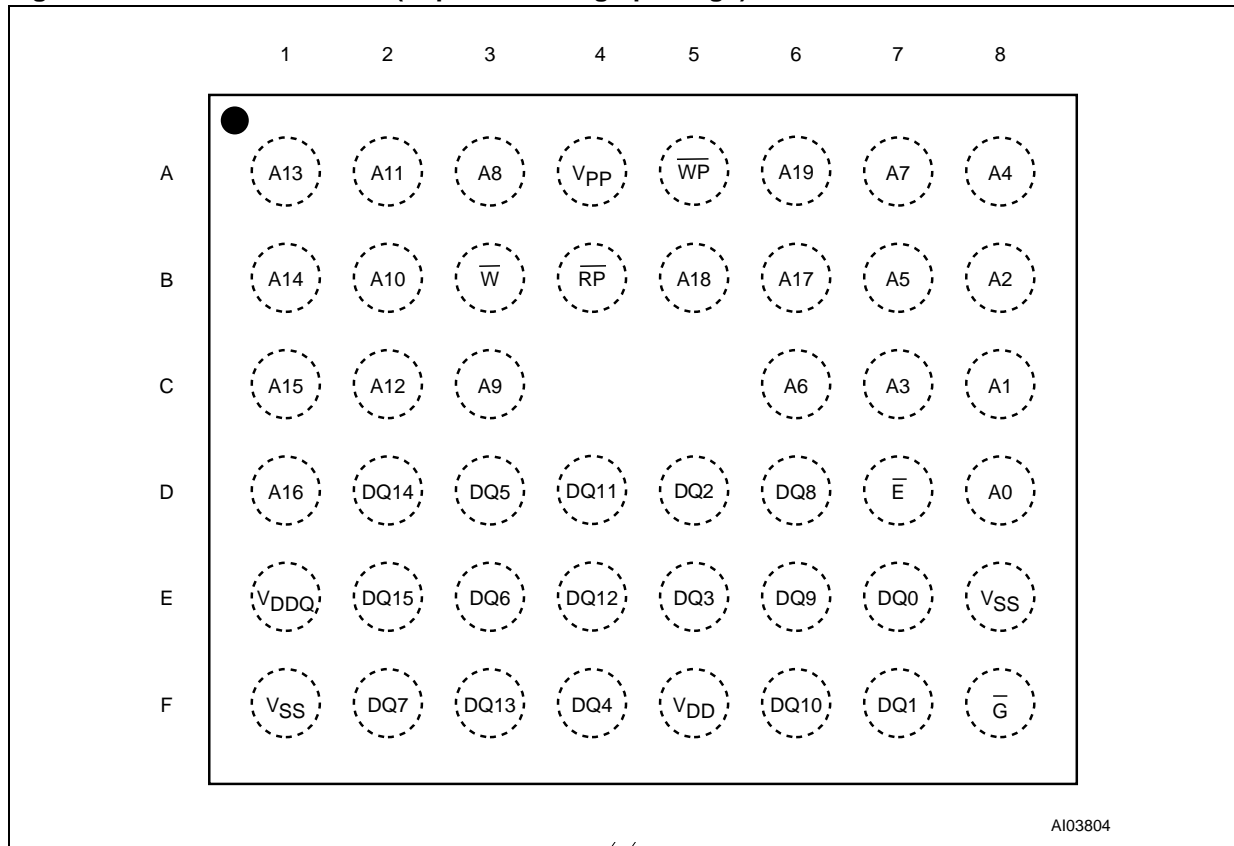 1 2 3 4 5 6 7 8
A A13 A11 A8 VPP W̅P̅ A19 A7 A4
B A14 A10 W̅ R̅P̅ A18 A17 A5 A2
C A15 A12 A9 A6 A3 A1
D A16 DQ14 DQ5 DQ11 DQ2 DQ8 E̅ A0
E VDDQ DQ15 DQ6 DQ12 DQ3 DQ9 DQ0 VSS
F VSS DQ7 DQ13 DQ4 VDD DQ10 DQ1 G̅
AI03804